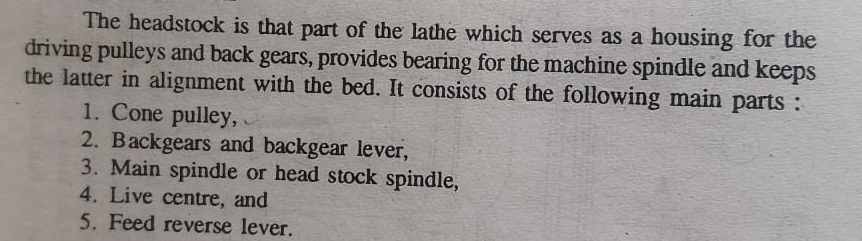 The headstock is that part of the lathe which serves as a housing for the
driving pulleys and back gears, provides bearing for the machine spindle and keeps
the latter in alignment with the bed. It consists of the following main parts :
1. Cone pulley,
2. Backgears and backgear lever,
3. Main spindle or head stock spindle,
4. Live centre, and
5. Feed reverse lever.